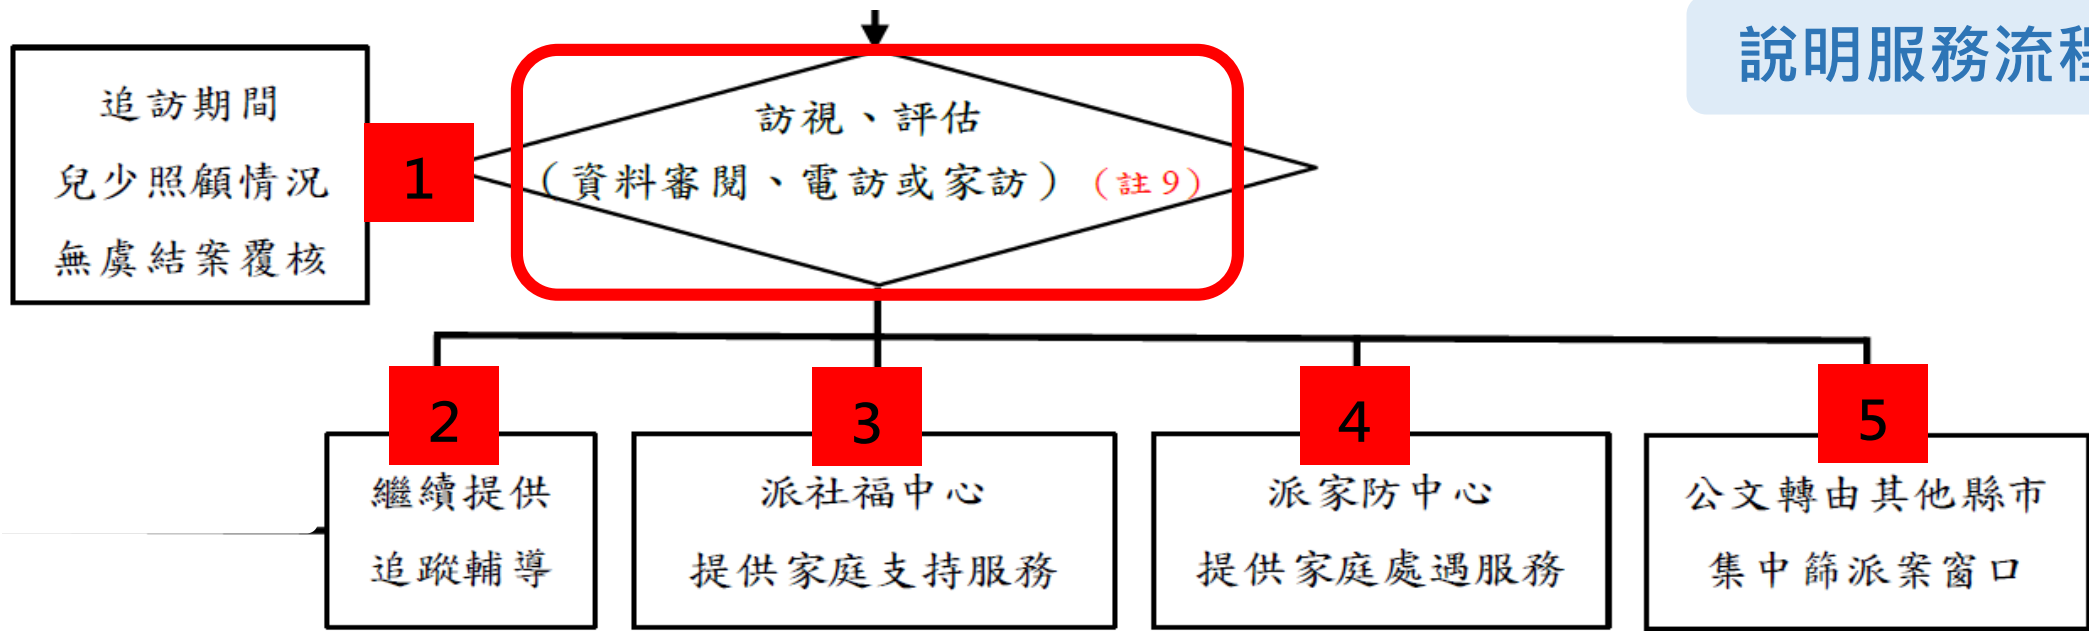 說明服務流程
追訪期間
兒少照顧情況
無虞結案覆核
1
訪視、評估
（資料審閱、電訪或家訪）（註9）
2
繼續提供
追蹤輔導
3
派社福中心
提供家庭支持服務
4
派家防中心
提供家庭處遇服務
5
公文轉由其他縣市
集中篩派案窗口